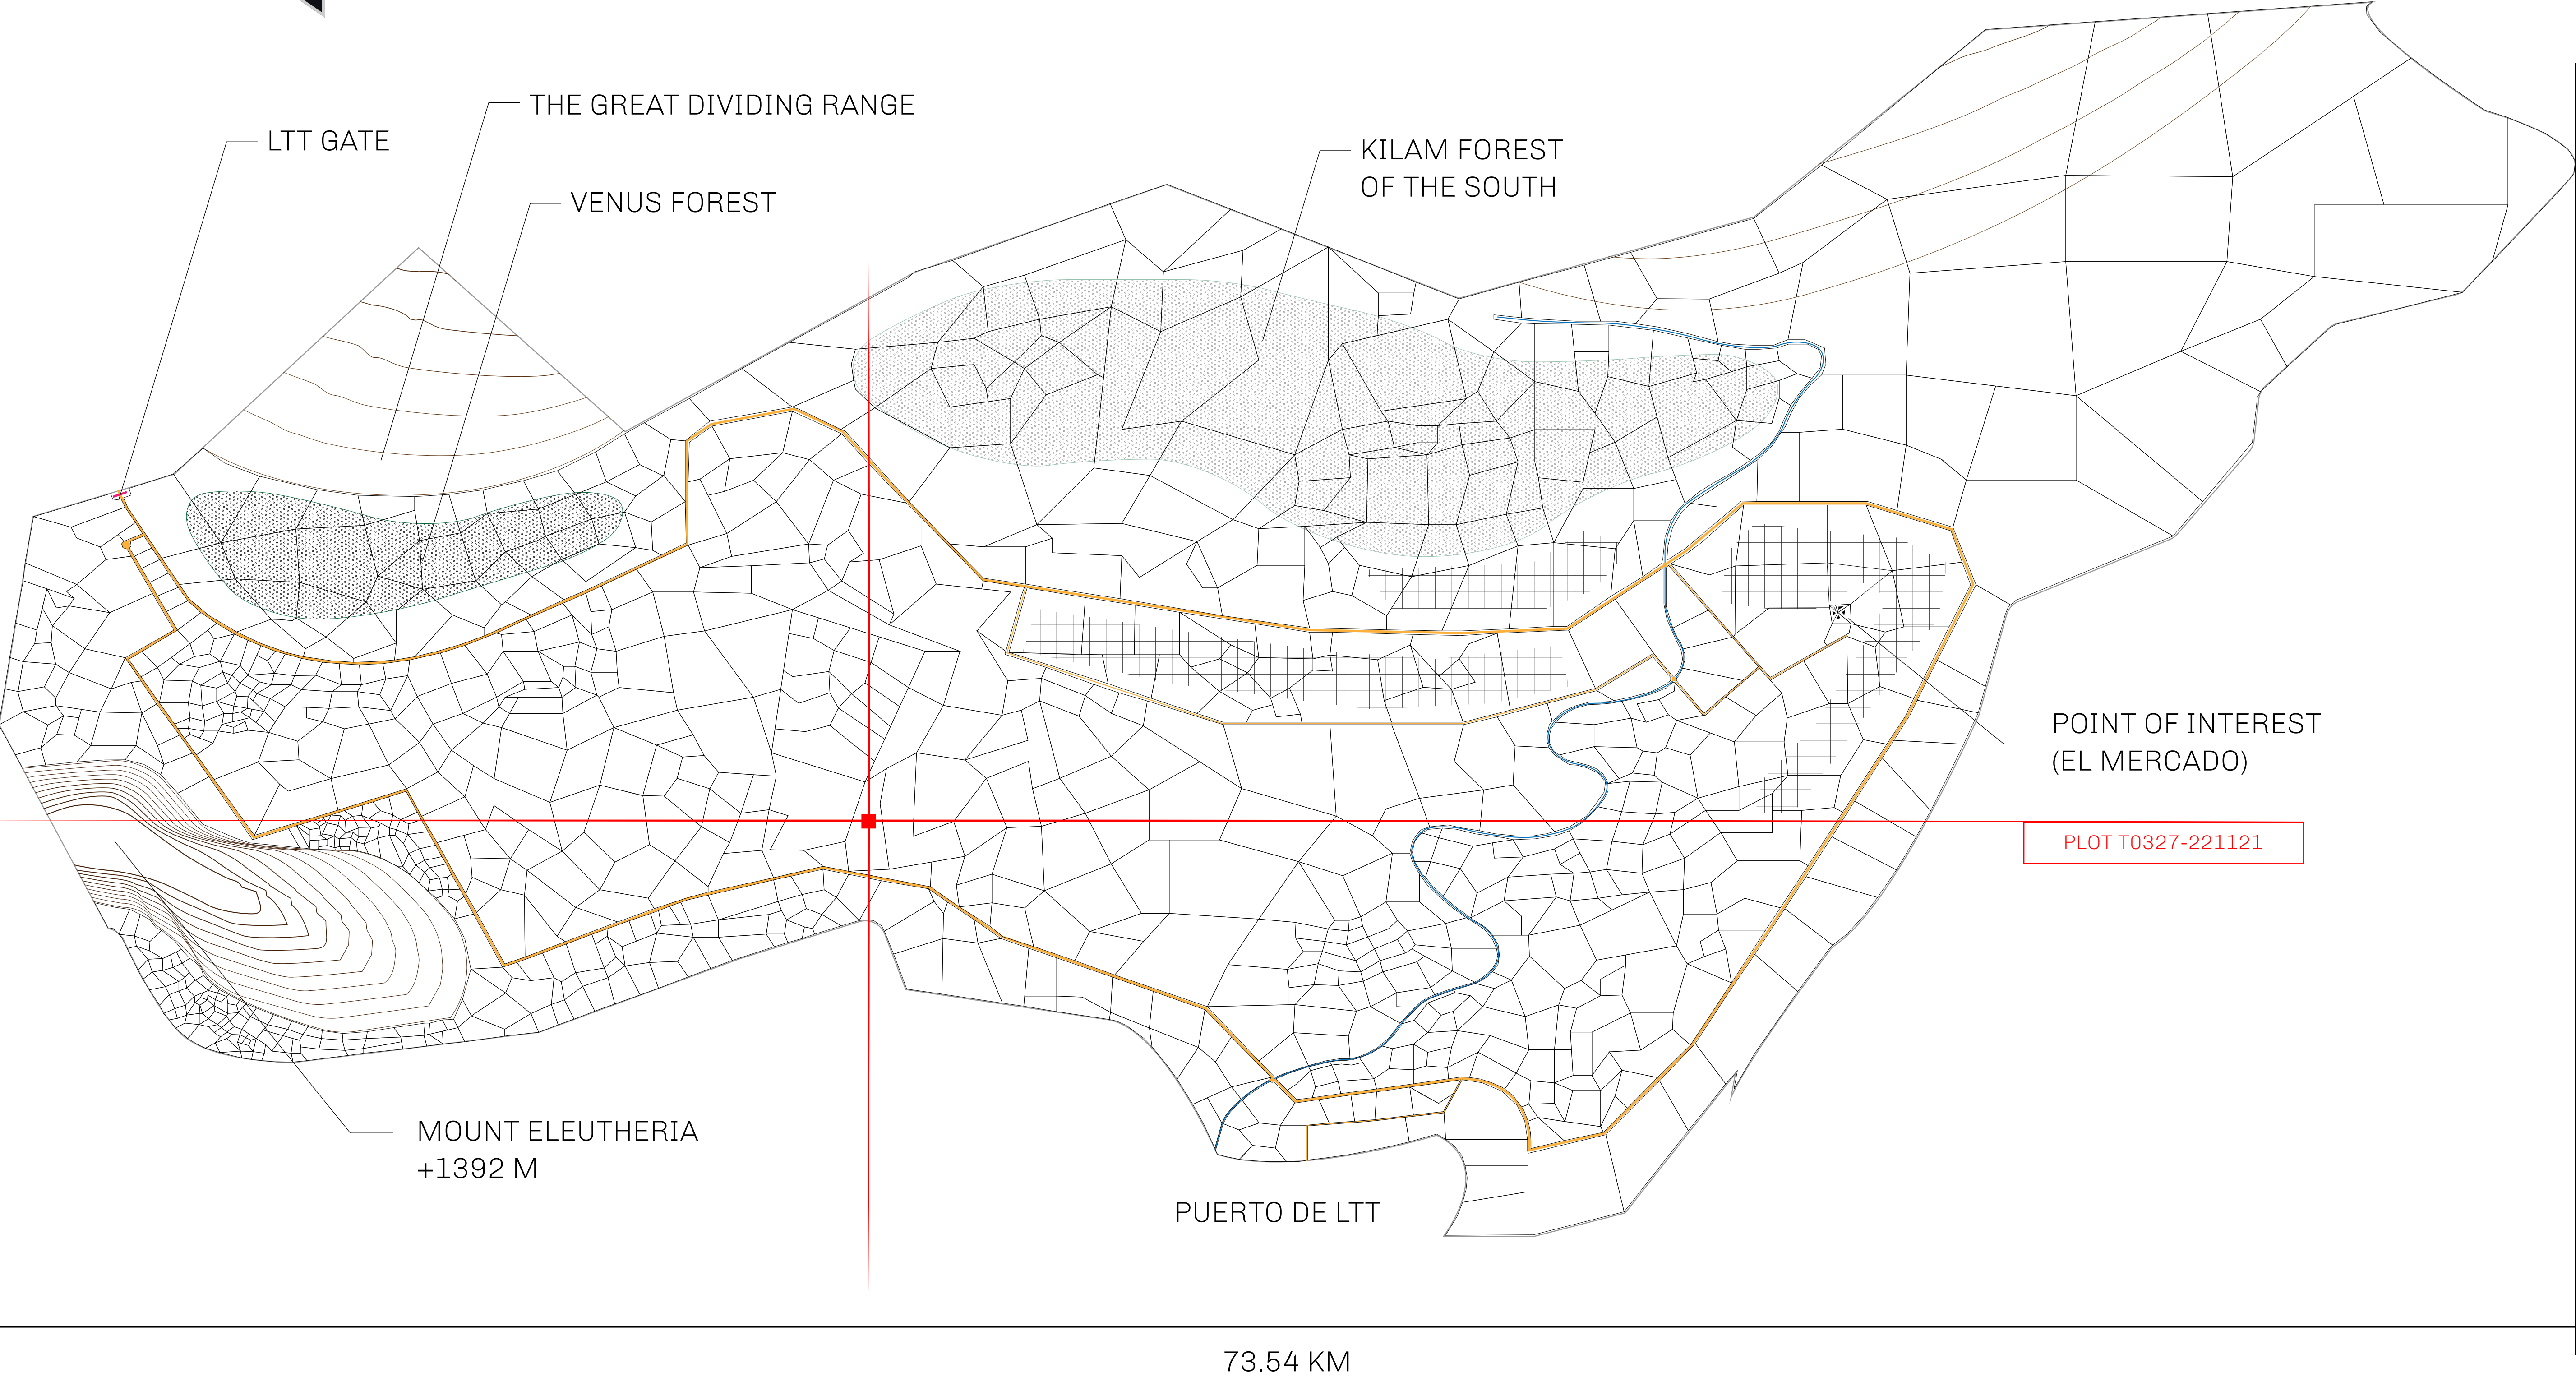 THE GREAT DIVIDING RANGE
LTT GATE
KILAM FOREST
OF THE SOUTH
VENUS FOREST
POINT OF INTEREST
(EL MERCADO)
PLOT T0327-221121
MOUNT ELEUTHERIA
+1392 M
PUERTO DE LTT
73.54 KM